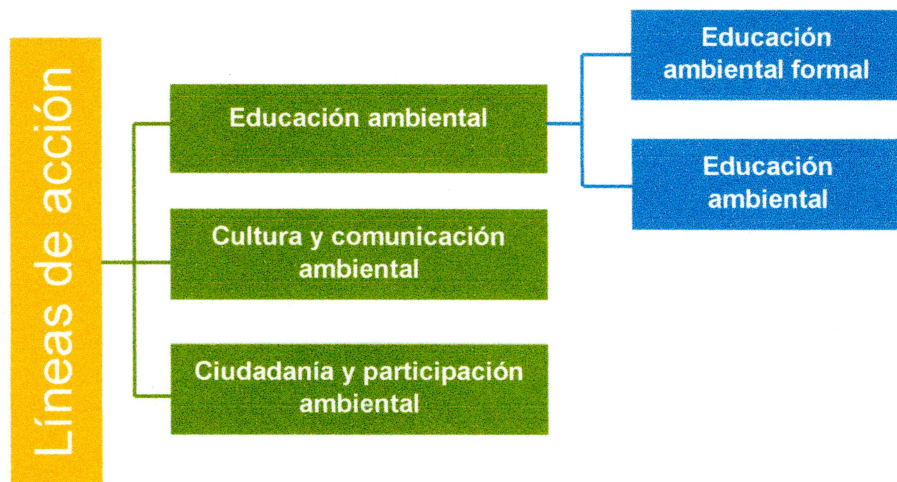 Líneas de acción
Educación ambiental
Cultura y comunicación
ambiental
Ciudadanía y participación
ambiental
Educación
ambiental formal
Educación
ambiental